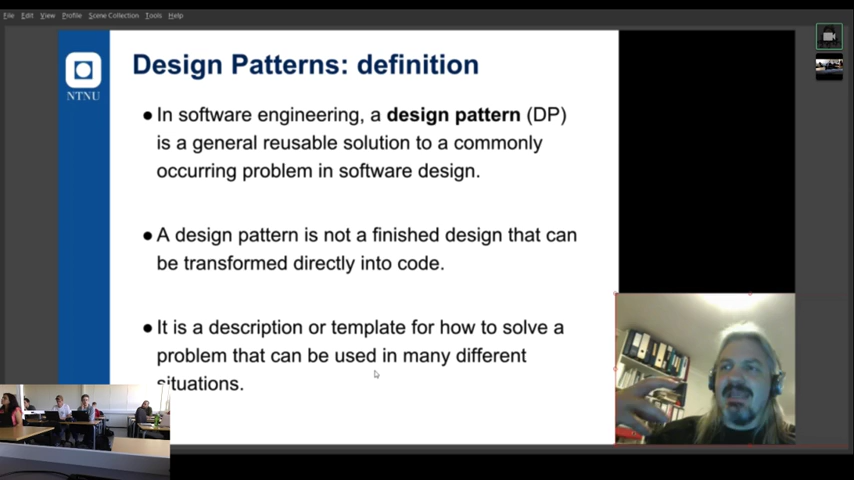 File Edit View Profile Scene Collection Tools Help
Design Patterns: definition
NTNU
● In software engineering, a design pattern (DP)
is a general reusable solution to a commonly
occurring problem in software design.
● A design pattern is not a finished design that can
be transformed directly into code.
● It is a description or template for how to solve a
problem that can be used in many different
situations.